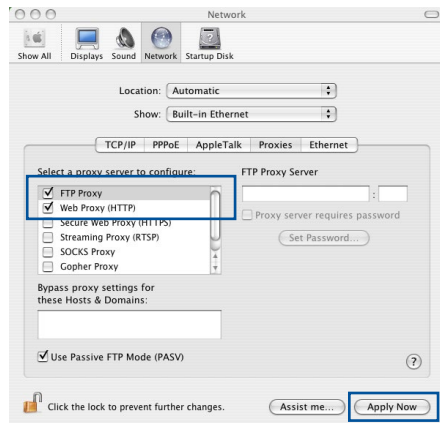 Network
Show All Displays Sound Network Startup Disk
Location: Automatic
Show: Built-in Ethernet
TCP/IP PPPoE AppleTalk Proxies Ethernet
Select a proxy server to configure: FTP Proxy Server
FTP Proxy
Web Proxy (HTTP)
:
Secure Web Proxy (HTTPS)
Proxy server requires password
Streaming Proxy (RTSP)
Set Password...
SOCKS Proxy
Gopher Proxy
Bypass proxy settings for
these Hosts & Domains:
Use Passive FTP Mode (PASV)
?
Click the lock to prevent further changes. Assist me... Apply Now